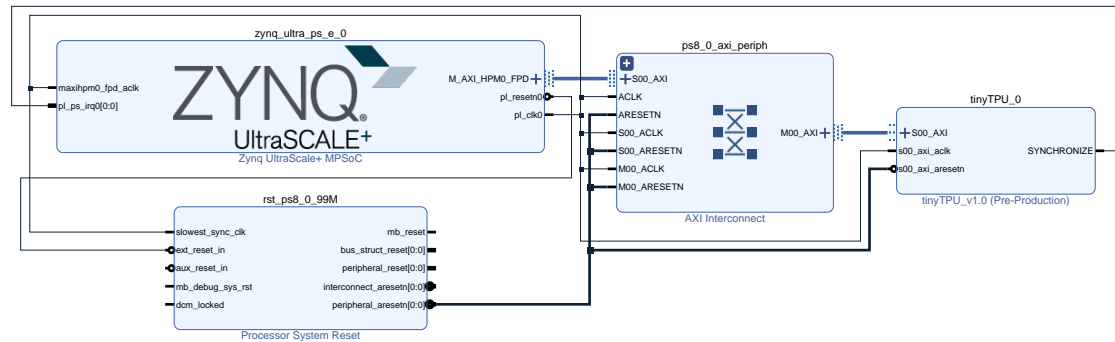 zynq_ultra_ps_e_0
maxihpm0_fpd_aclk
pl_ps_irq0[0:0]
ZYNQ
UltraSCALE+
M_AXI_HPM0_FPD
pl_resetn0
pl_clk0
Zynq UltraScale+ MPSoC
ps8_0_axi_periph
S00_AXI
ACLK
ARESETN
S00_ACLK
S00_ARESETN
M00_ACLK
M00_ARESETN
M00_AXI
AXI Interconnect
tinyTPU_0
S00_AXI
s00_axi_aclk
s00_axi_aresetn
SYNCHRONIZE
tinyTPU_v1.0 (Pre-Production)
rst_ps8_0_99M
slowest_sync_clk
ext_reset_in
aux_reset_in
mb_debug_sys_rst
dcm_locked
mb_reset
bus_struct_reset[0:0]
peripheral_reset[0:0]
interconnect_aresetn[0:0]
peripheral_aresetn[0:0]
Processor System Reset